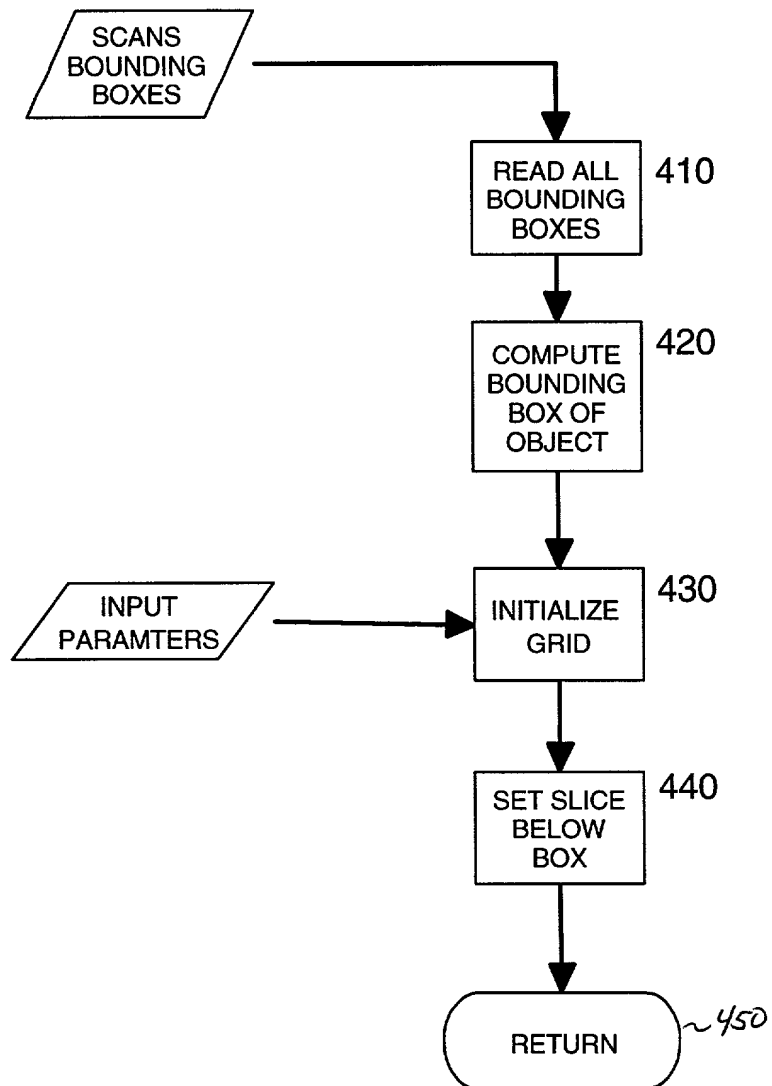 SCANS
BOUNDING
BOXES
READ ALL
BOUNDING
BOXES
410
COMPUTE
BOUNDING
BOX OF
OBJECT
420
INPUT
PARAMTERS
INITIALIZE
GRID
430
SET SLICE
BELOW
BOX
440
RETURN
450